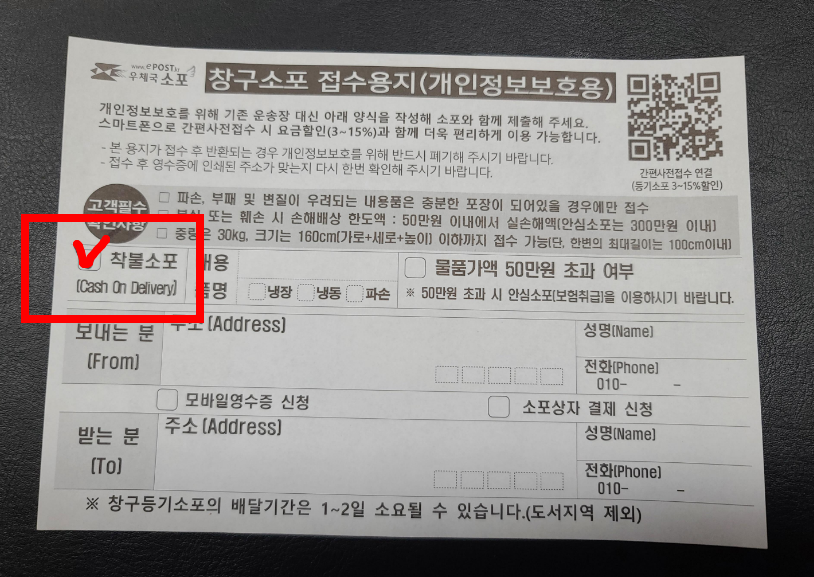 www.ePOST.kr
우체국 소포
창구소포 접수용지(개인정보보호용)
개인정보보호를 위해 기존 운송장 대신 아래 양식을 작성해 소포와 함께 제출해 주세요.
스마트폰으로 간편사전접수 시 요금할인(3~15%)과 함께 더욱 편리하게 이용 가능합니다.
- 본 용지가 접수 후 반환되는 경우 개인정보보호를 위해 반드시 폐기해 주시기 바랍니다.
- 접수 후 영수증에 인쇄된 주소가 맞는지 다시 한번 확인해 주시기 바랍니다.
간편사전접수 연결
(등기소포 3~15%할인)
고객필수
확인사항
□ 파손, 부패 및 변질이 우려되는 내용품은 충분한 포장이 되어있을 경우에만 접수
□ 분실 또는 훼손 시 손해배상 한도액 : 50만원 이내에서 실손해액(안심소포는 300만원 이내)
□ 중량은 30kg, 크기는 160cm(가로+세로+높이) 이하까지 접수 가능(단, 한변의 최대길이는 100cm이내)
착불소포
(Cash On Delivery)
내용
품명
냉장 냉동 파손
물품가액 50만원 초과 여부
※ 50만원 초과 시 안심소포(보험취급)을 이용하시기 바랍니다.
보내는 분
(From)
주소(Address)
성명(Name)
전화(Phone)
010- -
모바일영수증 신청
소포상자 결제 신청
받는 분
(To)
주소(Address)
성명(Name)
전화(Phone)
010- -
※ 창구등기소포의 배달기간은 1~2일 소요될 수 있습니다.(도서지역 제외)